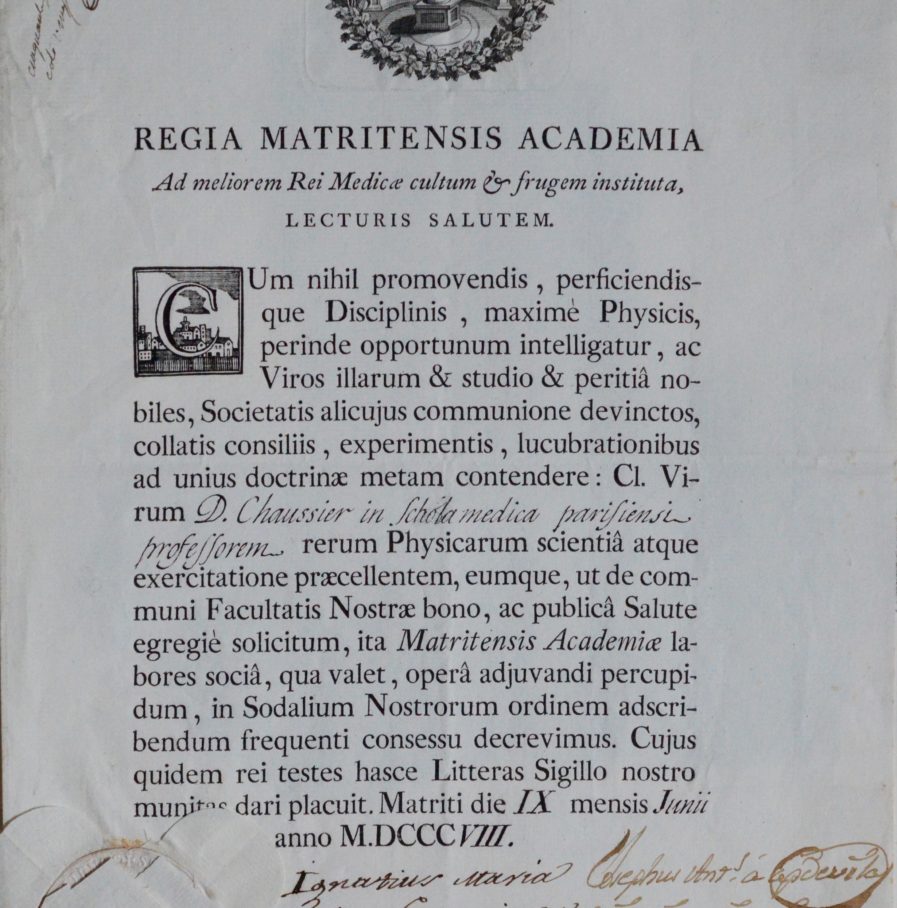 REGIA MATRITENSIS ACADEMIA
Ad meliorem Rei Medicæ cultum & frugem instituta,
LECTURIS SALUTEM.
CUm nihil promovendis, perficiendis-
que Disciplinis, maximè Physicis,
perinde opportunum intelligatur, ac
Viros illarum & studio & peritiâ no-
biles, Societatis alicujus communione devinctos,
collatis consiliis, experimentis, lucubrationibus
ad unius doctrinæ metam contendere: Cl. Vi-
rum D. Chaussier in schola medica parisiensi
professorem rerum Physicarum scientiâ atque
exercitatione præcellentem, eumque, ut de com-
muni Facultatis Nostræ bono, ac publicâ Salute
egregiè solicitum, ita Matritensis Academiæ la-
bores sociâ, qua valet, operâ adjuvandi percupi-
dum, in Sodalium Nostrorum ordinem adscri-
bendum frequenti consessu decrevimus. Cujus
quidem rei testes hasce Litteras Sigillo nostro
munitas dari placuit. Matriti die IX mensis Junii
anno M.DCCCVIII.
Ignatius Maria